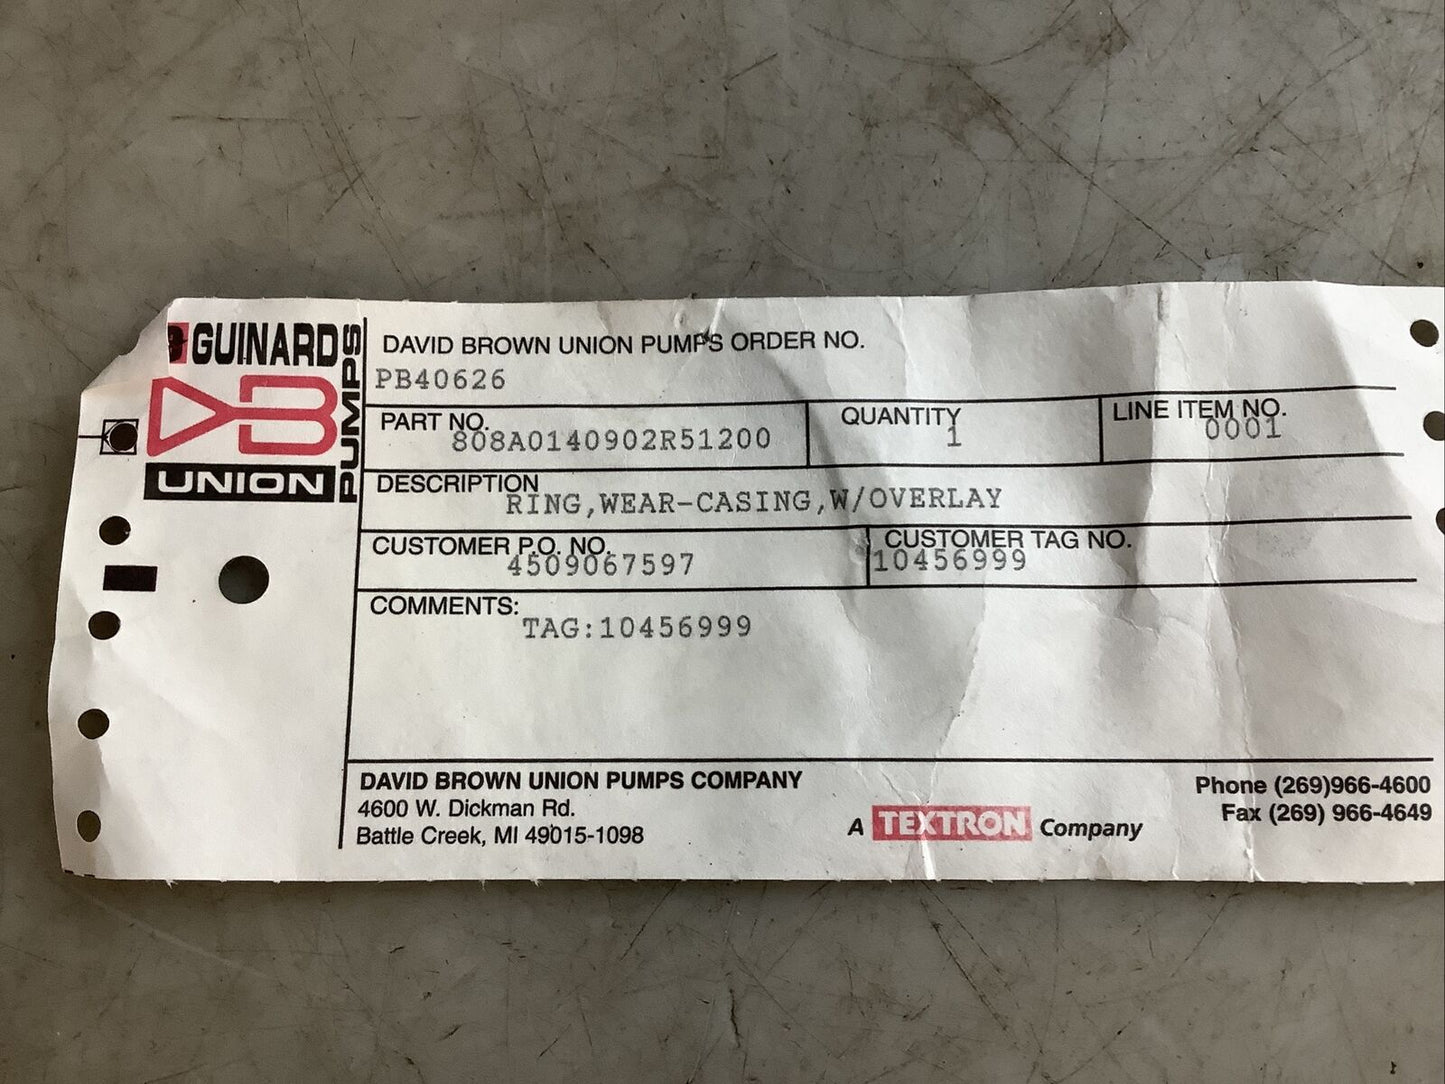 GUINARD
DB
UNION
PUMPS
DAVID BROWN UNION PUMPS ORDER NO.
PB40626
PART NO.
808A0140902R51200
QUANTITY
1
LINE ITEM NO.
0001
DESCRIPTION
RING,WEAR-CASING,W/OVERLAY
CUSTOMER P.O. NO.
4509067597
CUSTOMER TAG NO.
10456999
COMMENTS:
TAG:10456999
DAVID BROWN UNION PUMPS COMPANY
4600 W. Dickman Rd.
Battle Creek, MI 49015-1098
A TEXTRON Company
Phone (269)966-4600
Fax (269) 966-4649